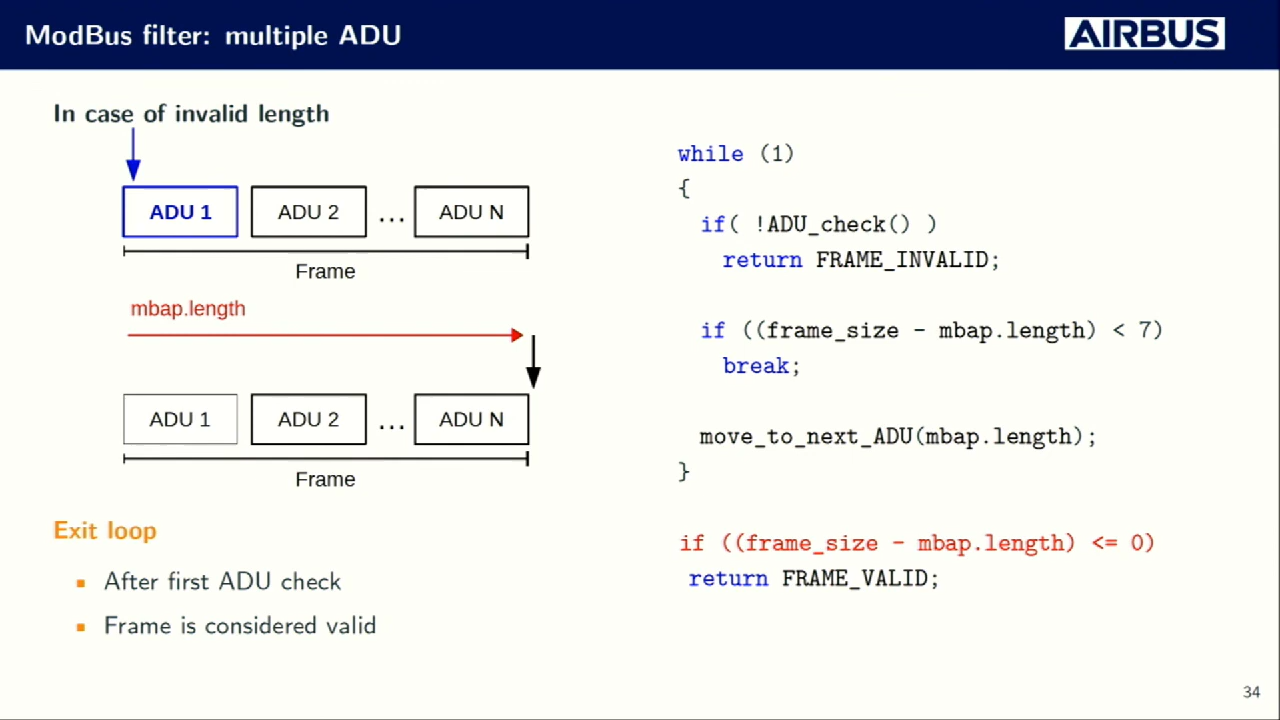 ModBus filter: multiple ADU
AIRBUS
In case of invalid length
ADU 1
ADU 2
...
ADU N
Frame
mbap.length
ADU 1
ADU 2
...
ADU N
Frame
Exit loop
After first ADU check
Frame is considered valid
while (1)
{
if( !ADU_check() )
return FRAME_INVALID;
if ((frame_size - mbap.length) < 7)
break;
move_to_next_ADU(mbap.length);
}
if ((frame_size - mbap.length) <= 0)
return FRAME_VALID;
34